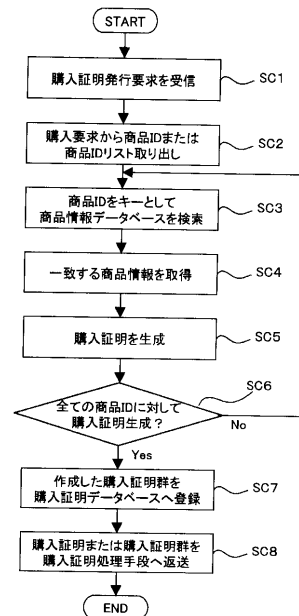 START
購入証明発行要求を受信
SC1
購入要求から商品IDまたは
商品IDリスト取り出し
SC2
商品IDをキーとして
商品情報データベースを検索
SC3
一致する商品情報を取得
SC4
購入証明を生成
SC5
全ての商品IDに対して
購入証明生成?
SC6
No
Yes
作成した購入証明群を
購入証明データベースへ登録
SC7
購入証明または購入証明群を
購入証明処理手段へ返送
SC8
END